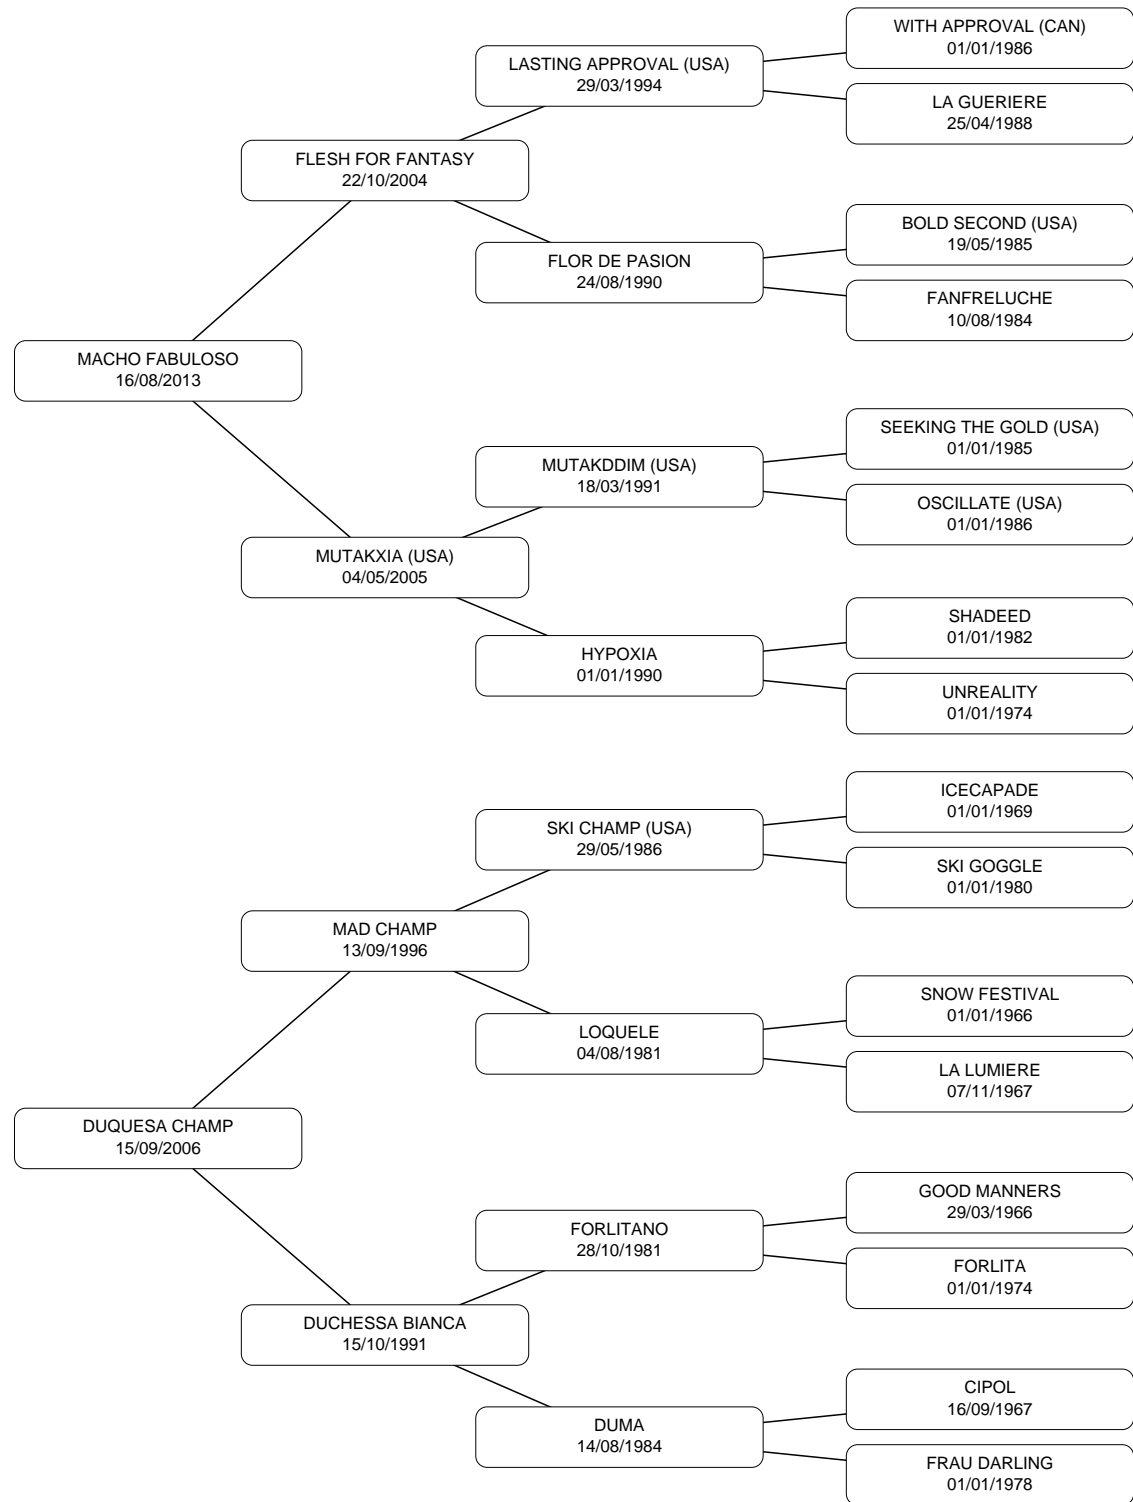 WITH APPROVAL (CAN)
01/01/1986
LASTING APPROVAL (USA)
29/03/1994
LA GUERIERE
25/04/1988
FLESH FOR FANTASY
22/10/2004
BOLD SECOND (USA)
19/05/1985
FLOR DE PASION
24/08/1990
FANFRELUCHE
10/08/1984
MACHO FABULOSO
16/08/2013
SEEKING THE GOLD (USA)
01/01/1985
MUTAKDDIM (USA)
18/03/1991
OSCILLATE (USA)
01/01/1986
MUTAKXIA (USA)
04/05/2005
SHADEED
01/01/1982
HYPOXIA
01/01/1990
UNREALITY
01/01/1974
ICECAPADE
01/01/1969
SKI CHAMP (USA)
29/05/1986
SKI GOGGLE
01/01/1980
MAD CHAMP
13/09/1996
SNOW FESTIVAL
01/01/1966
LOQUELE
04/08/1981
LA LUMIERE
07/11/1967
DUQUESA CHAMP
15/09/2006
GOOD MANNERS
29/03/1966
FORLITANO
28/10/1981
FORLITA
01/01/1974
DUCHESSA BIANCA
15/10/1991
CIPOL
16/09/1967
DUMA
14/08/1984
FRAU DARLING
01/01/1978